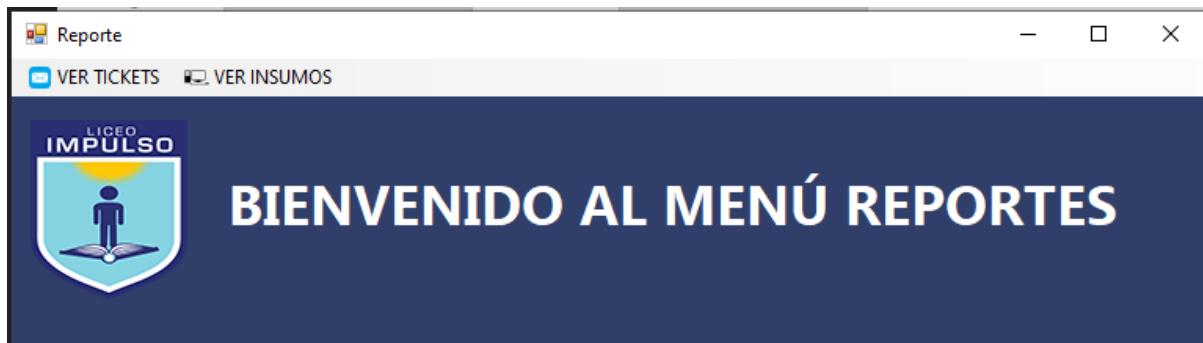 Reporte
VER TICKETS VER INSUMOS
LICEO
IMPULSO
BIENVENIDO AL MENÚ REPORTES